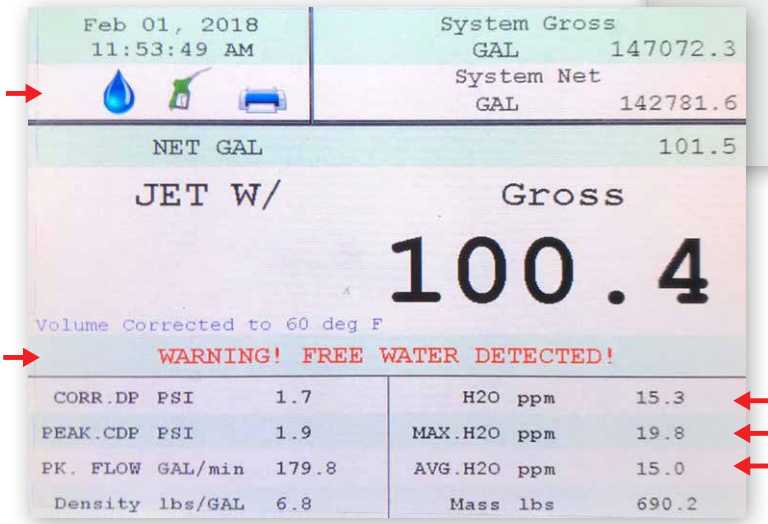 Feb 01, 2018
11:53:49 AM
System Gross
GAL 147072.3
System Net
GAL 142781.6
NET GAL 101.5
JET W/ Gross
100.4
Volume Corrected to 60 deg F
WARNING! FREE WATER DETECTED!
CORR.DP PSI 1.7 H2O ppm 15.3
PEAK.CDP PSI 1.9 MAX.H2O ppm 19.8
PK. FLOW GAL/min 179.8 AVG.H2O ppm 15.0
Density lbs/GAL 6.8 Mass lbs 690.2